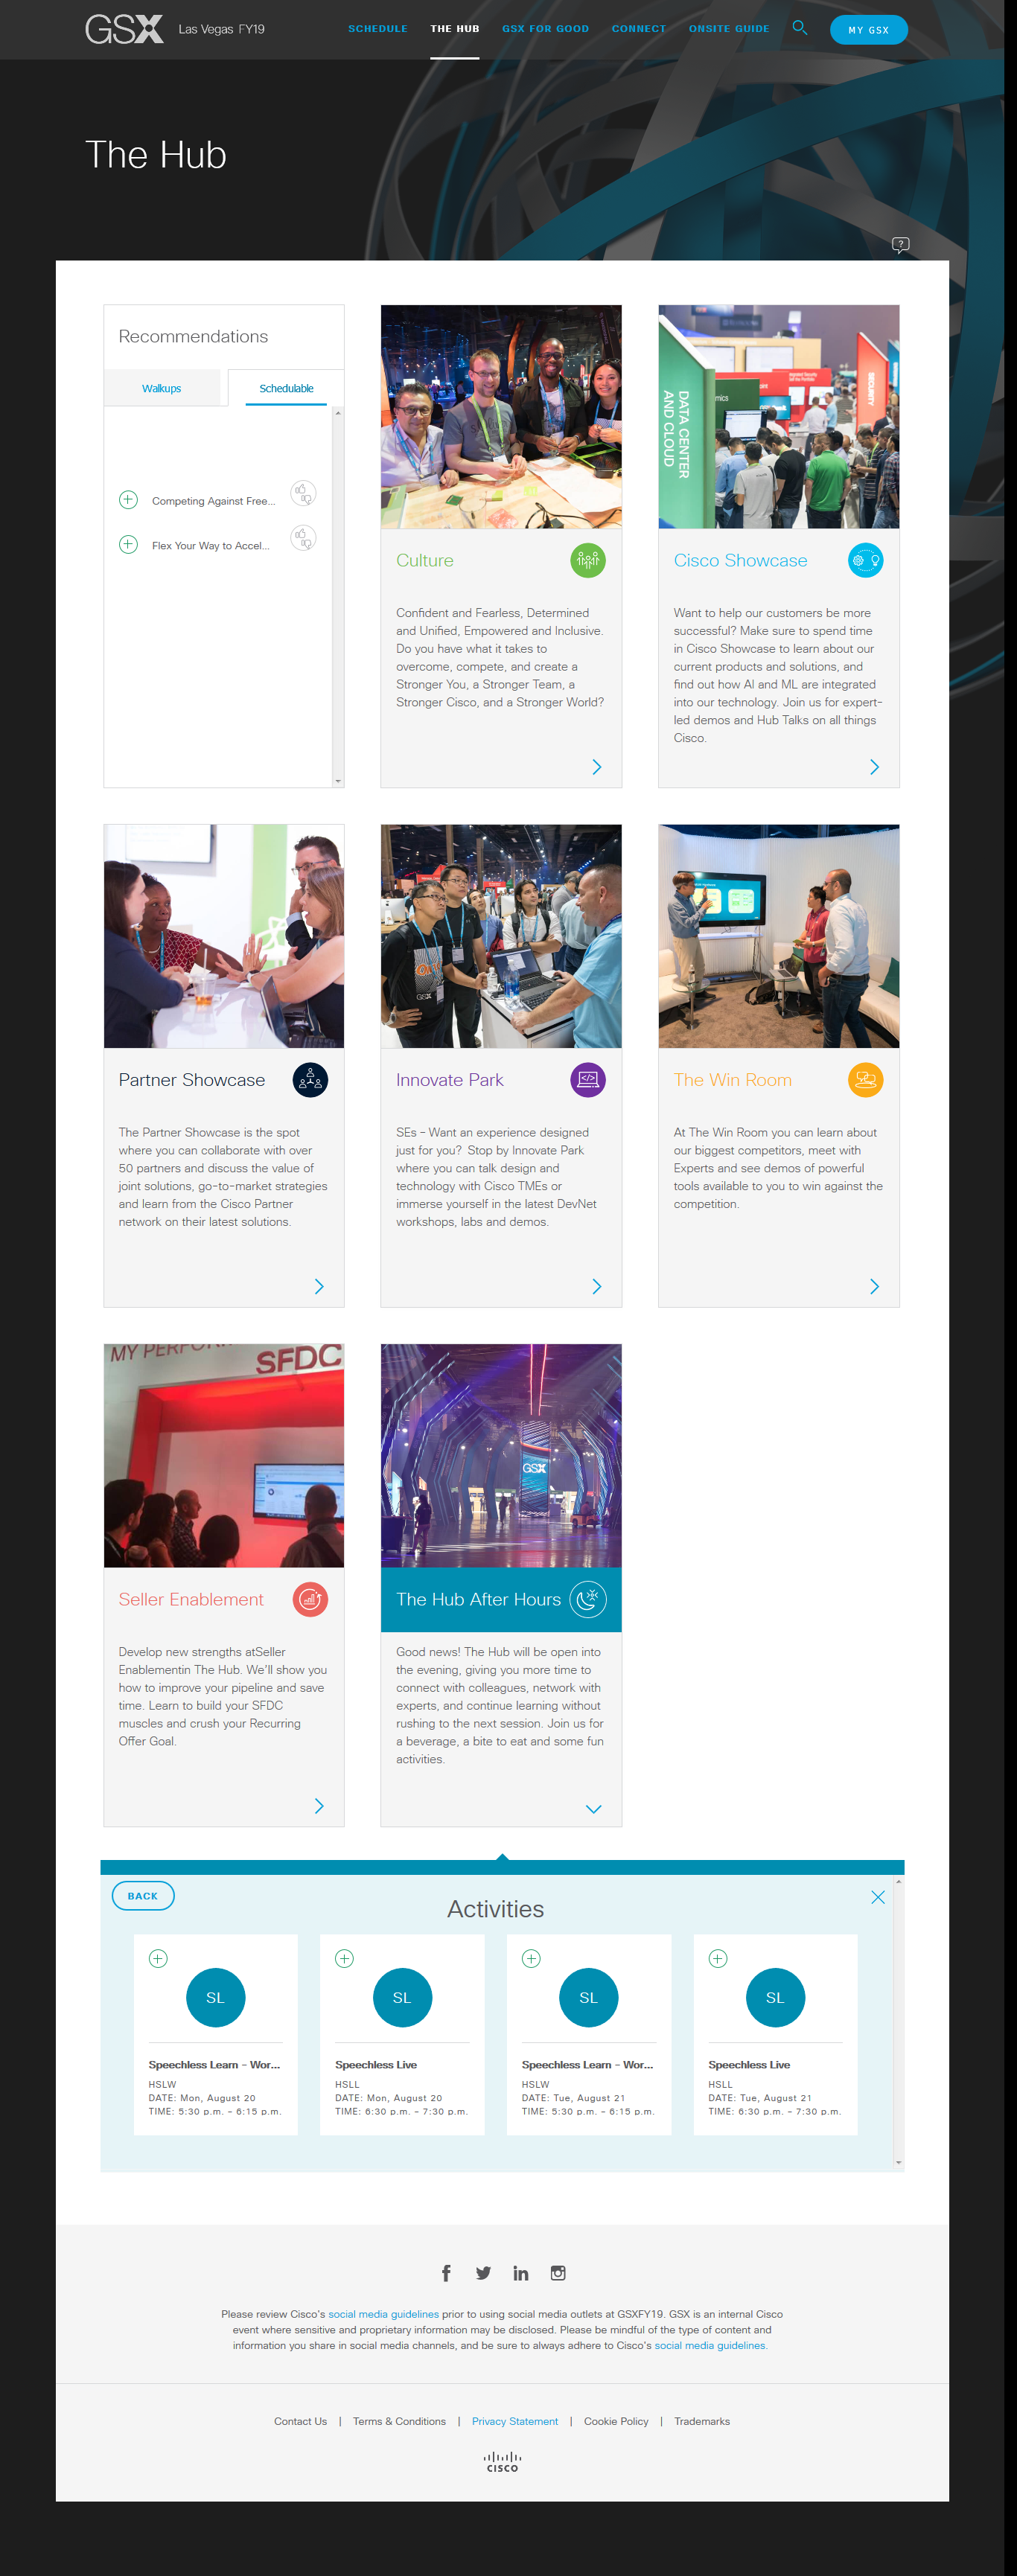 GSX Las Vegas FY19
SCHEDULE THE HUB GSX FOR GOOD CONNECT ONSITE GUIDE MY GSX
The Hub
?
Recommendations
Walkups Schedulable
Competing Against Free...
Flex Your Way to Accel...
Culture
Confident and Fearless, Determined
and Unified, Empowered and Inclusive.
Do you have what it takes to
overcome, compete, and create a
Stronger You, a Stronger Team, a
Stronger Cisco, and a Stronger World?
DATA CENTER
AND CLOUD
SECURITY
Cisco Showcase
Want to help our customers be more
successful? Make sure to spend time
in Cisco Showcase to learn about our
current products and solutions, and
find out how AI and ML are integrated
into our technology. Join us for expert-
led demos and Hub Talks on all things
Cisco.
Partner Showcase
The Partner Showcase is the spot
where you can collaborate with over
50 partners and discuss the value of
joint solutions, go-to-market strategies
and learn from the Cisco Partner
network on their latest solutions.
GSX
Innovate Park
SEs - Want an experience designed
just for you? Stop by Innovate Park
where you can talk design and
technology with Cisco TMEs or
immerse yourself in the latest DevNet
workshops, labs and demos.
The Win Room
At The Win Room you can learn about
our biggest competitors, meet with
Experts and see demos of powerful
tools available to you to win against the
competition.
MY
SFDC
Seller Enablement
Develop new strengths atSeller
Enablementin The Hub. We'll show you
how to improve your pipeline and save
time. Learn to build your SFDC
muscles and crush your Recurring
Offer Goal.
GSX
The Hub After Hours
Good news! The Hub will be open into
the evening, giving you more time to
connect with colleagues, network with
experts, and continue learning without
rushing to the next session. Join us for
a beverage, a bite to eat and some fun
activities.
BACK
Activities
SL
Speechless Learn - Wor...
HSLW
DATE: Mon, August 20
TIME: 5:30 p.m. - 6:15 p.m.
SL
Speechless Live
HSLL
DATE: Mon, August 20
TIME: 6:30 p.m. - 7:30 p.m.
SL
Speechless Learn - Wor...
HSLW
DATE: Tue, August 21
TIME: 5:30 p.m. - 6:15 p.m.
SL
Speechless Live
HSLL
DATE: Tue, August 21
TIME: 6:30 p.m. - 7:30 p.m.
Please review Cisco's social media guidelines prior to using social media outlets at GSXFY19. GSX is an internal Cisco
event where sensitive and proprietary information may be disclosed. Please be mindful of the type of content and
information you share in social media channels, and be sure to always adhere to Cisco's social media guidelines.
Contact Us | Terms & Conditions | Privacy Statement | Cookie Policy | Trademarks
CISCO